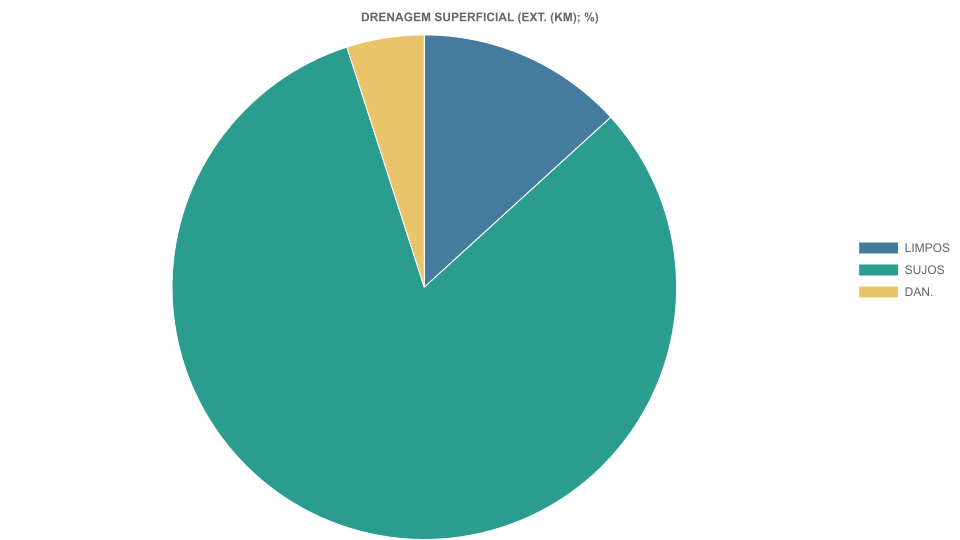 DRENAGEM SUPERFICIAL (EXT. (KM); %)
LIMPOS
SUJOS
DAN.